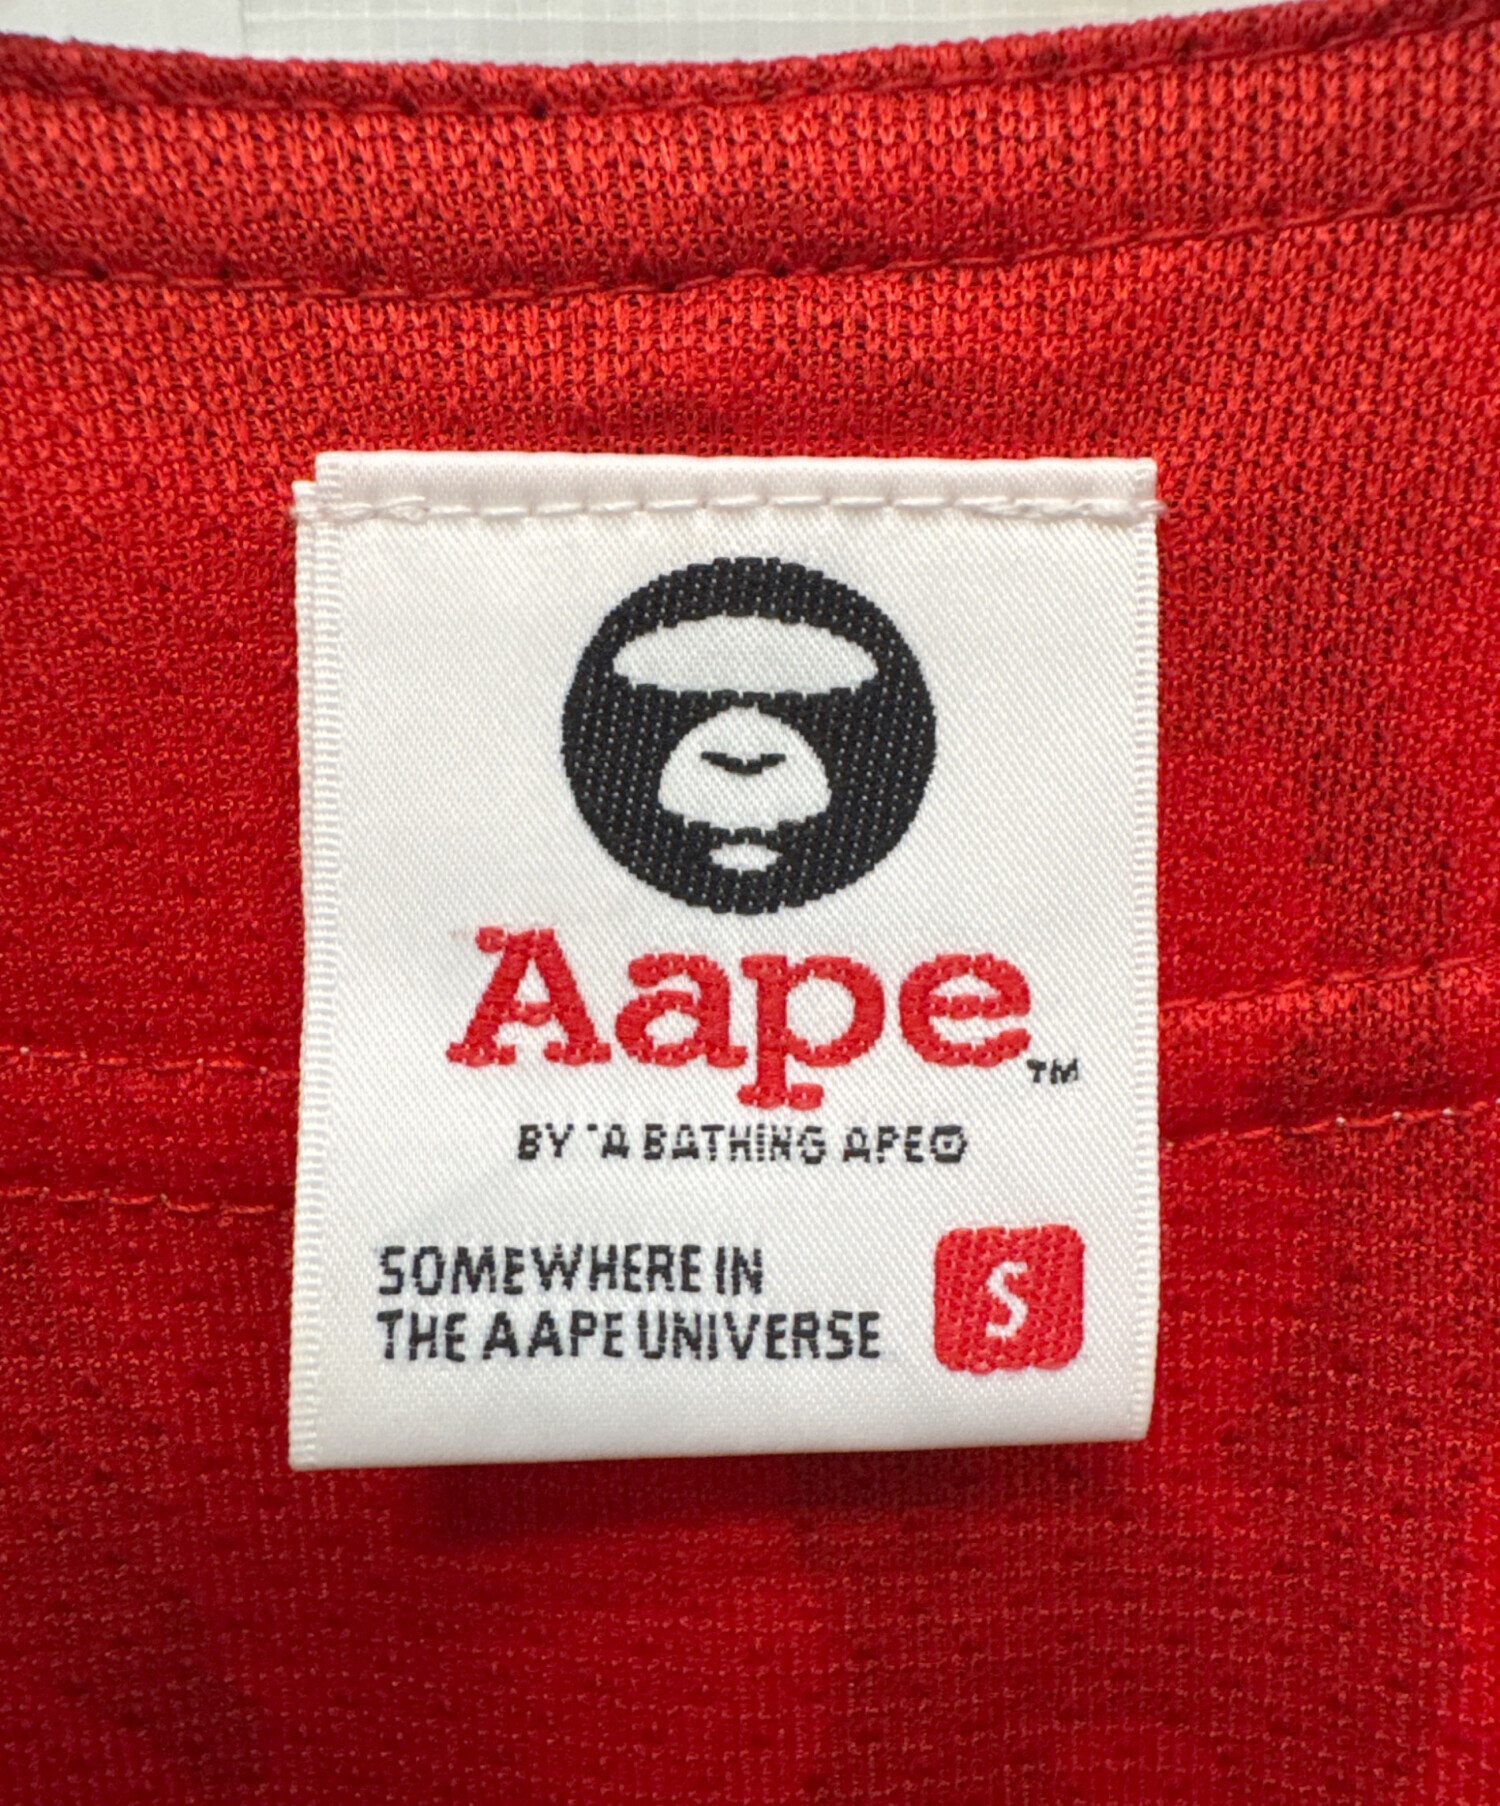 Aape™
BY *A BATHING APE®
SOMEWHERE IN
THE AAPE UNIVERSE
S